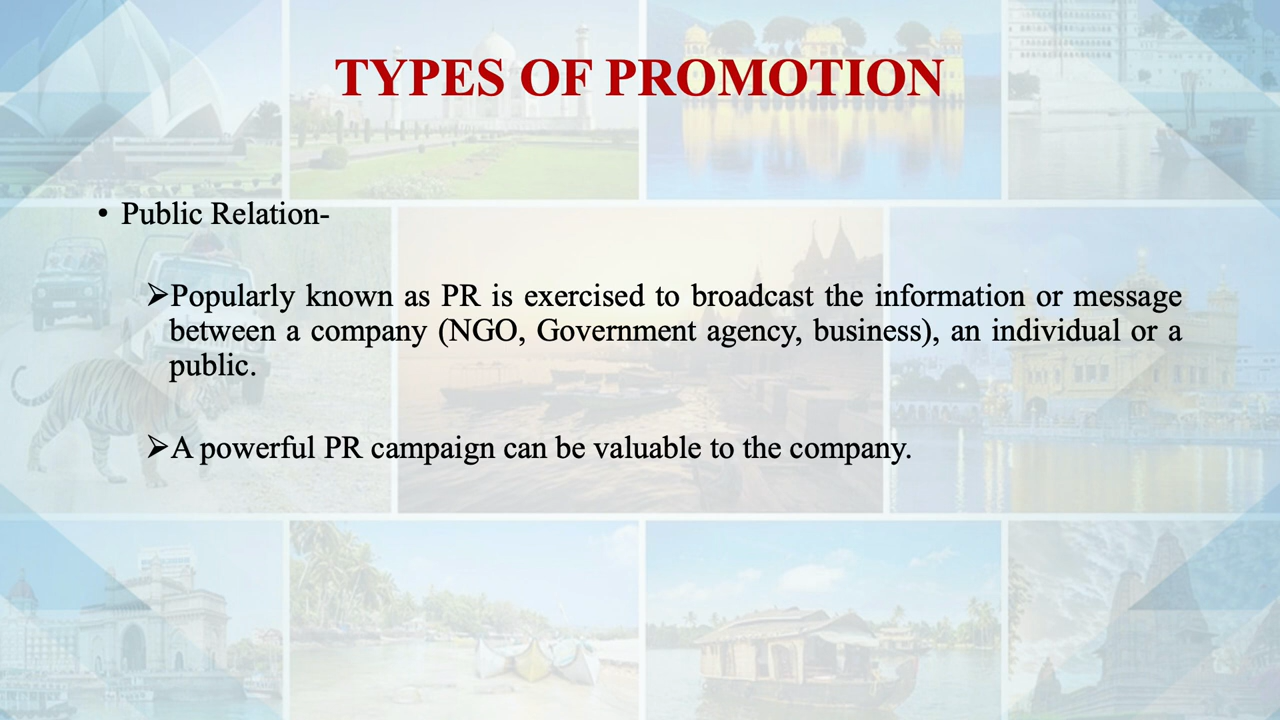 TYPES OF PROMOTION
• Public Relation-
➢Popularly known as PR is exercised to broadcast the information or message
between a company (NGO, Government agency, business), an individual or a
public.
➢A powerful PR campaign can be valuable to the company.